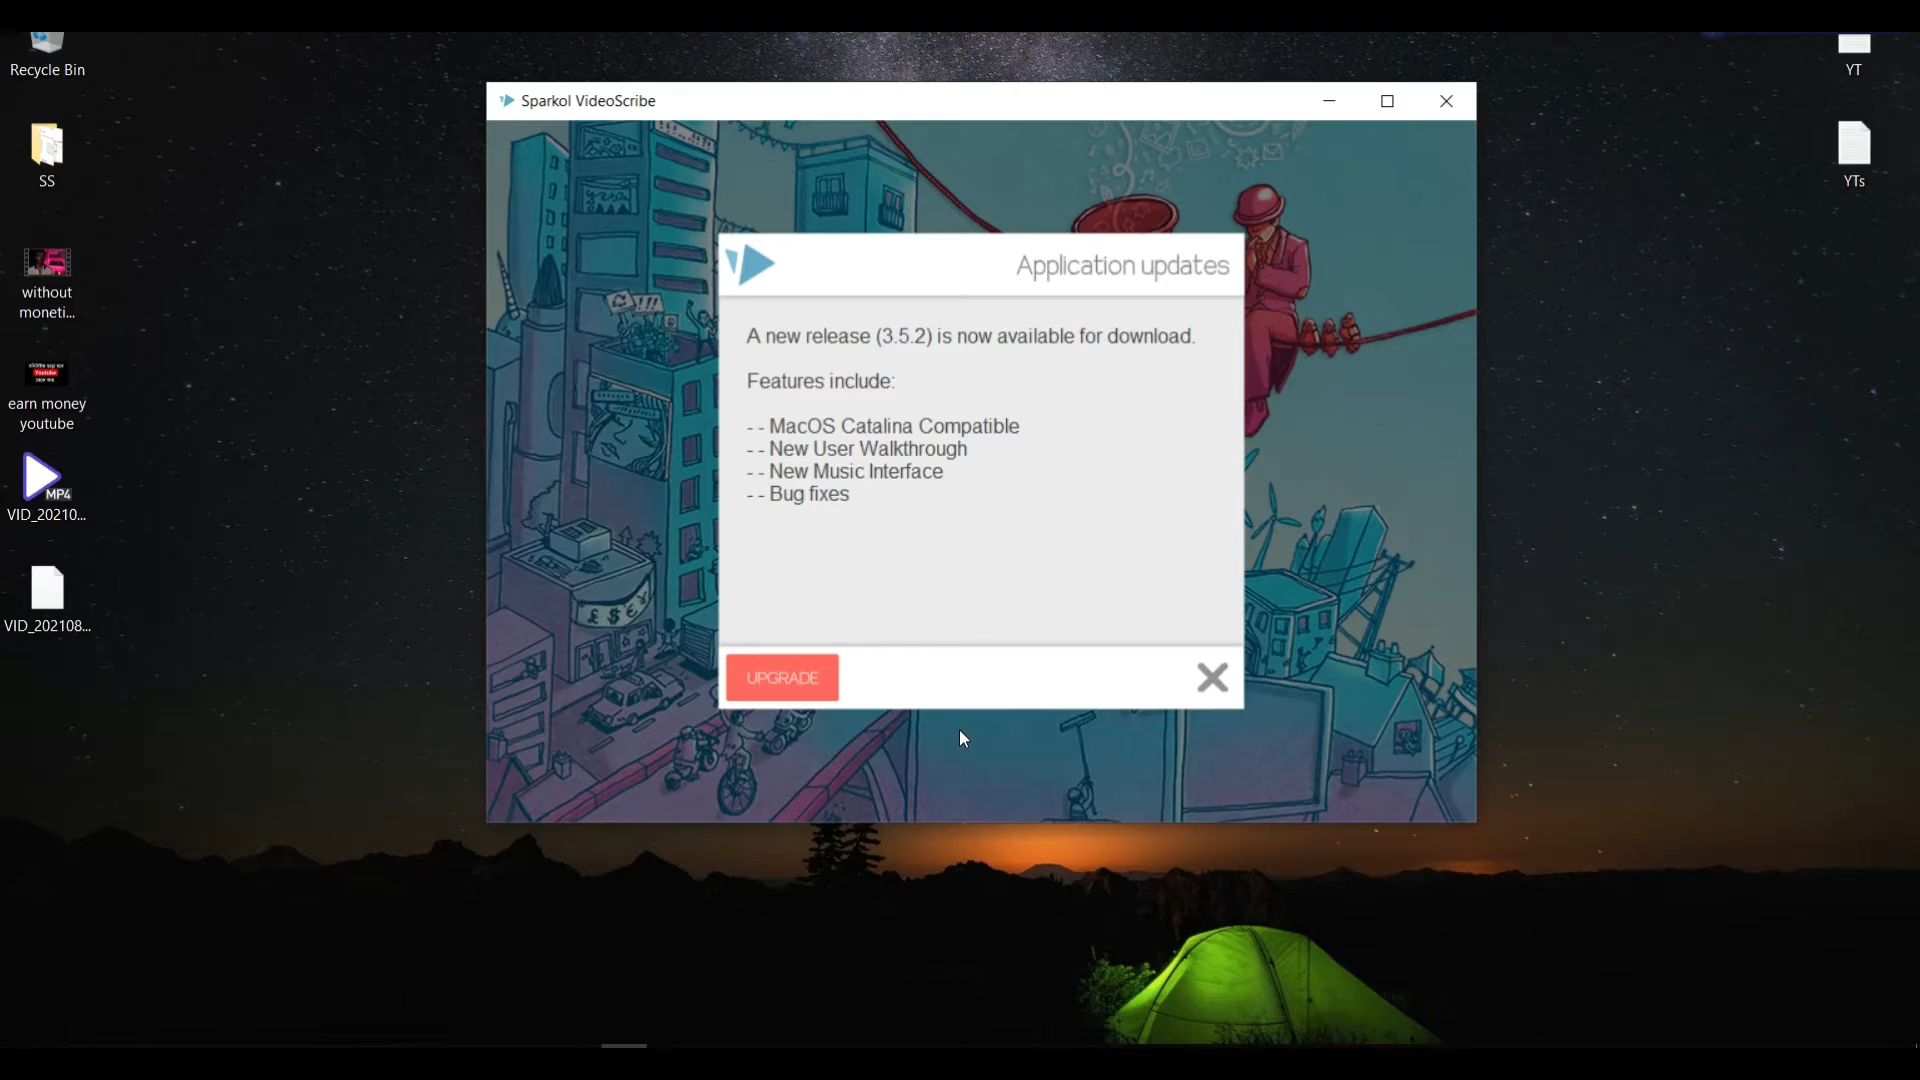 Recycle Bin
SS
without
moneti...
earn money
youtube
MP4
VID_20210...
VID_202108...
Sparkol VideoScribe
Application updates
A new release (3.5.2) is now available for download.
Features include:
- - MacOS Catalina Compatible
- - New User Walkthrough
- - New Music Interface
- - Bug fixes
UPGRADE
£ $ € ¥
YT
YTs